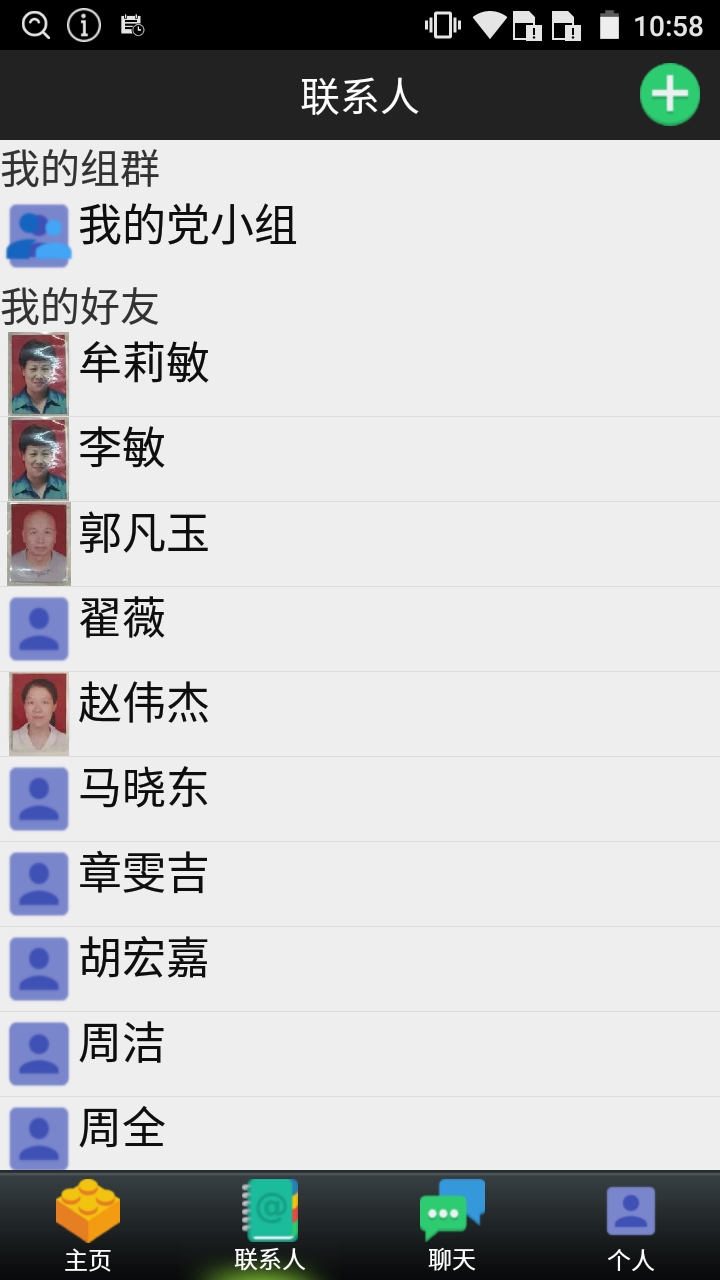 10:58
联系人
我的组群
我的党小组
我的好友
牟莉敏
李敏
郭凡玉
翟薇
赵伟杰
马晓东
章雯吉
胡宏嘉
周洁
周全
主页
联系人
聊天
个人